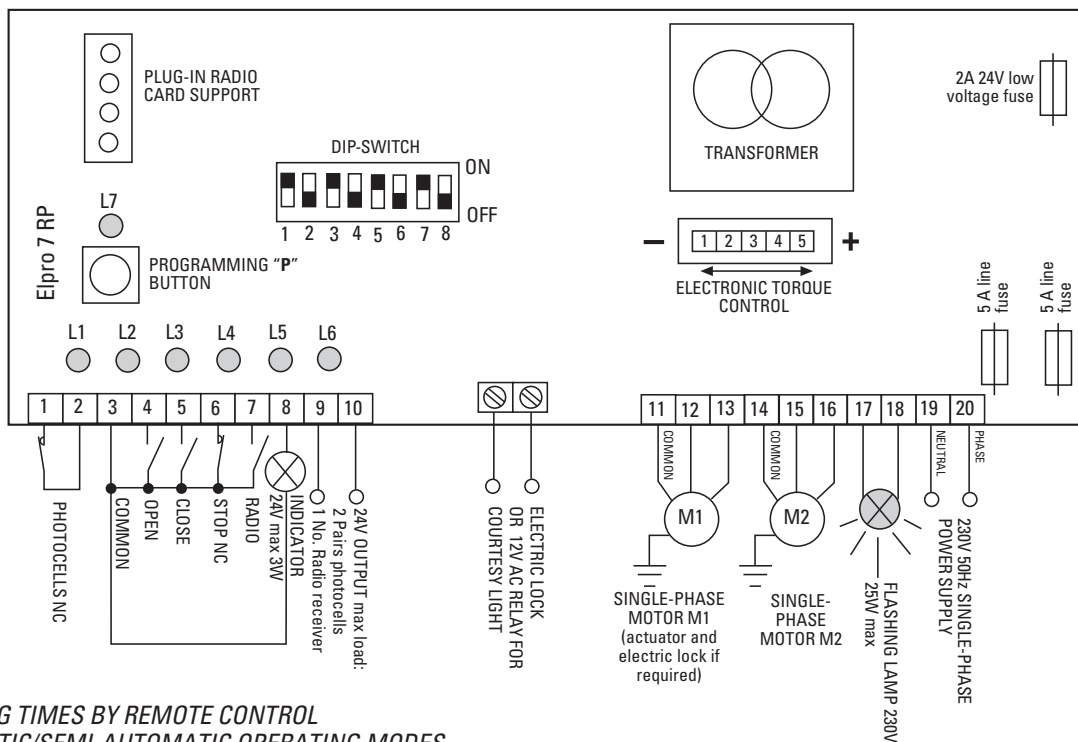 PLUG-IN RADIO
CARD SUPPORT
DIP-SWITCH
ON
OFF
1 2 3 4 5 6 7 8
TRANSFORMER
2A 24V low
voltage fuse
L7
Elpro 7 RP
PROGRAMMING "P"
BUTTON
− 1 2 3 4 5 +
ELECTRONIC TORQUE
CONTROL
5 A line
fuse
5 A line
fuse
L1 L2 L3 L4 L5 L6
1 2 3 4 5 6 7 8 9 10
11 12 13 14 15 16 17 18 19 20
COMMON
COMMON
NEUTRAL
PHASE
PHOTOCELLS NC
COMMON
OPEN
CLOSE
STOP NC
RADIO
INDICATOR
24V max 3W
1 No. Radio receiver
24V OUTPUT max load:
2 Pairs photocells
ELECTRIC LOCK
OR 12V AC RELAY FOR
COURTESY LIGHT
M1
SINGLE-PHASE
MOTOR M1
(actuator and
electric lock if
required)
M2
SINGLE-
PHASE
MOTOR M2
FLASHING LAMP 230V
25W max
230V 50Hz SINGLE-PHASE
POWER SUPPLY
G TIMES BY REMOTE CONTROL